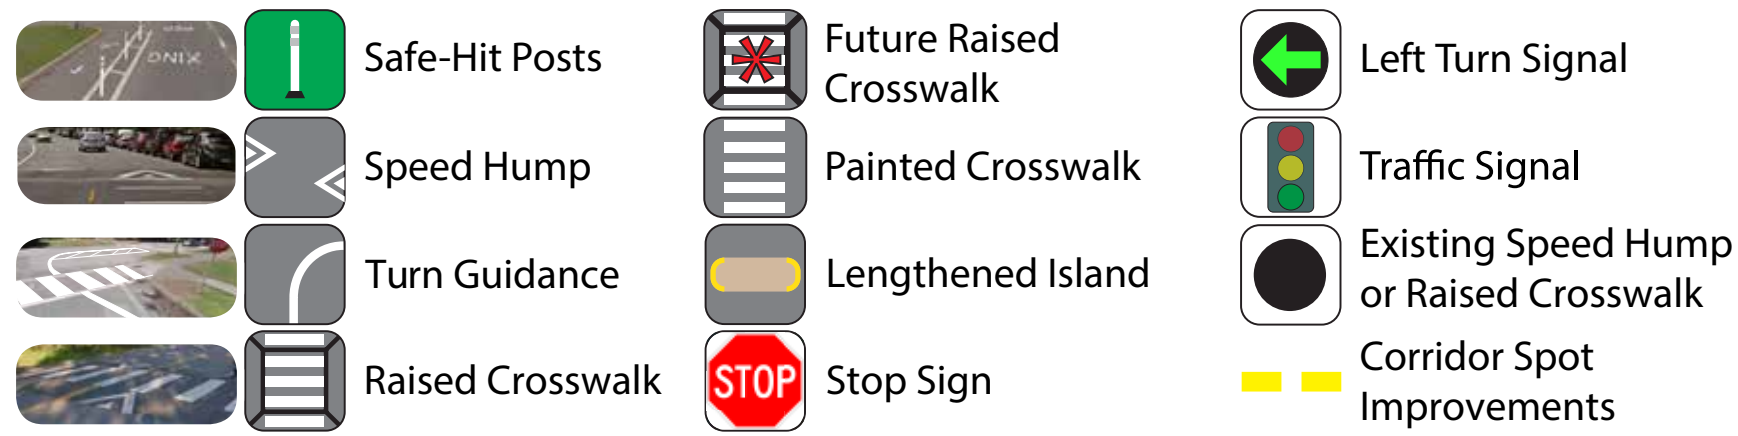 Safe-Hit Posts
Speed Hump
Turn Guidance
Raised Crosswalk
Future Raised
Crosswalk
Painted Crosswalk
Lengthened Island
STOP
Stop Sign
Left Turn Signal
Traffic Signal
Existing Speed Hump
or Raised Crosswalk
Corridor Spot
Improvements